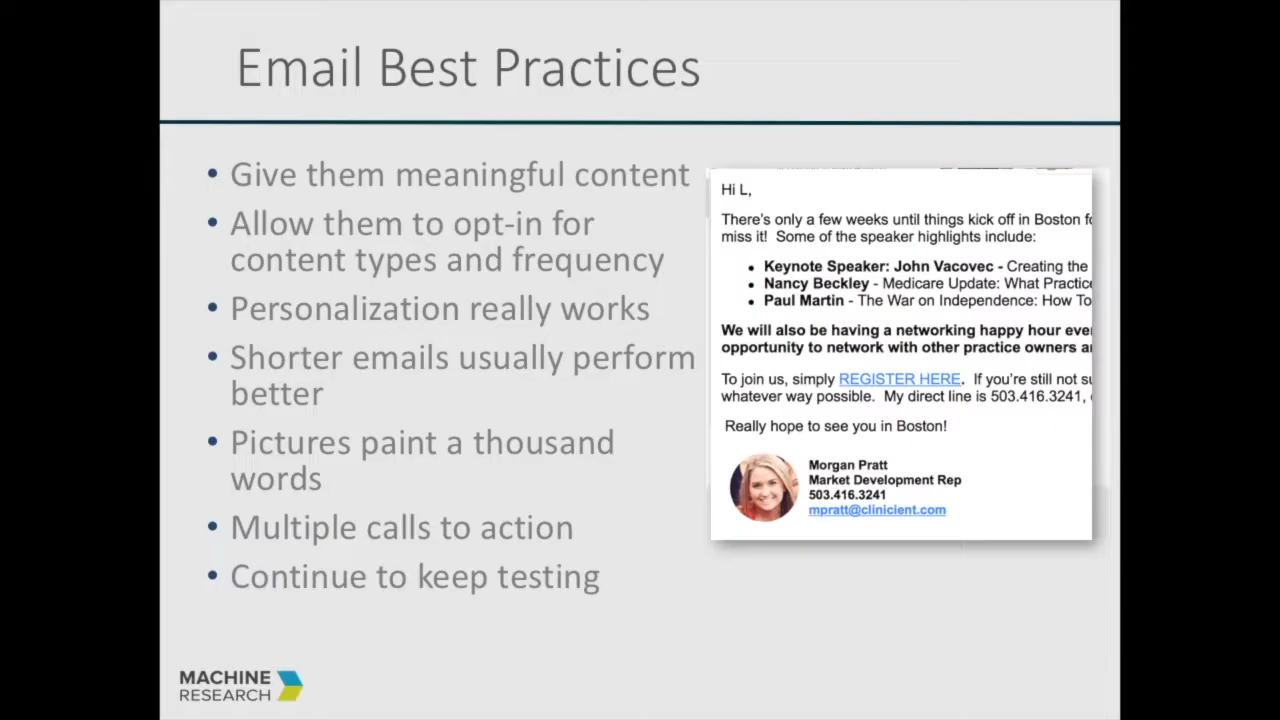 Email Best Practices
• Give them meaningful content
• Allow them to opt-in for
content types and frequency
• Personalization really works
• Shorter emails usually perform
better
• Pictures paint a thousand
words
• Multiple calls to action
• Continue to keep testing
Hi L,
There's only a few weeks until things kick off in Boston
miss it! Some of the speaker highlights include:
• Keynote Speaker: John Vacovec - Creating the
• Nancy Beckley - Medicare Update: What Practice
• Paul Martin - The War on Independence: How To
We will also be having a networking happy hour
opportunity to network with other practice owners
To join us, simply REGISTER HERE. If you're still not
whatever way possible. My direct line is 503.416.3241,
Really hope to see you in Boston!
Morgan Pratt
Market Development Rep
503.416.3241
mpratt@clinicient.com
MACHINE
RESEARCH